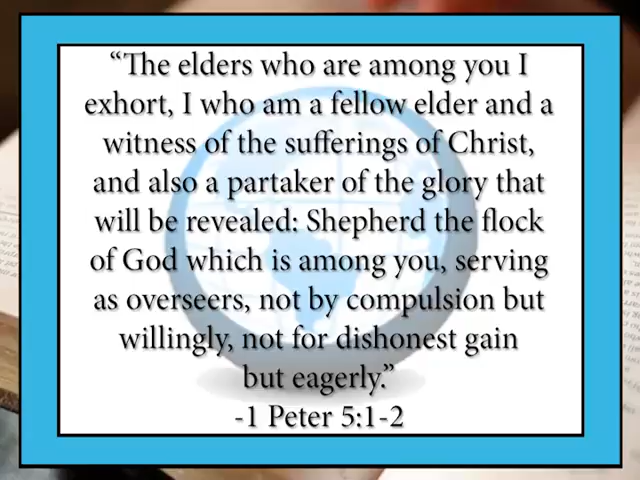 “The elders who are among you I
exhort, I who am a fellow elder and a
witness of the sufferings of Christ,
and also a partaker of the glory that
will be revealed: Shepherd the flock
of God which is among you, serving
as overseers, not by compulsion but
willingly, not for dishonest gain
but eagerly.”
-1 Peter 5:1-2